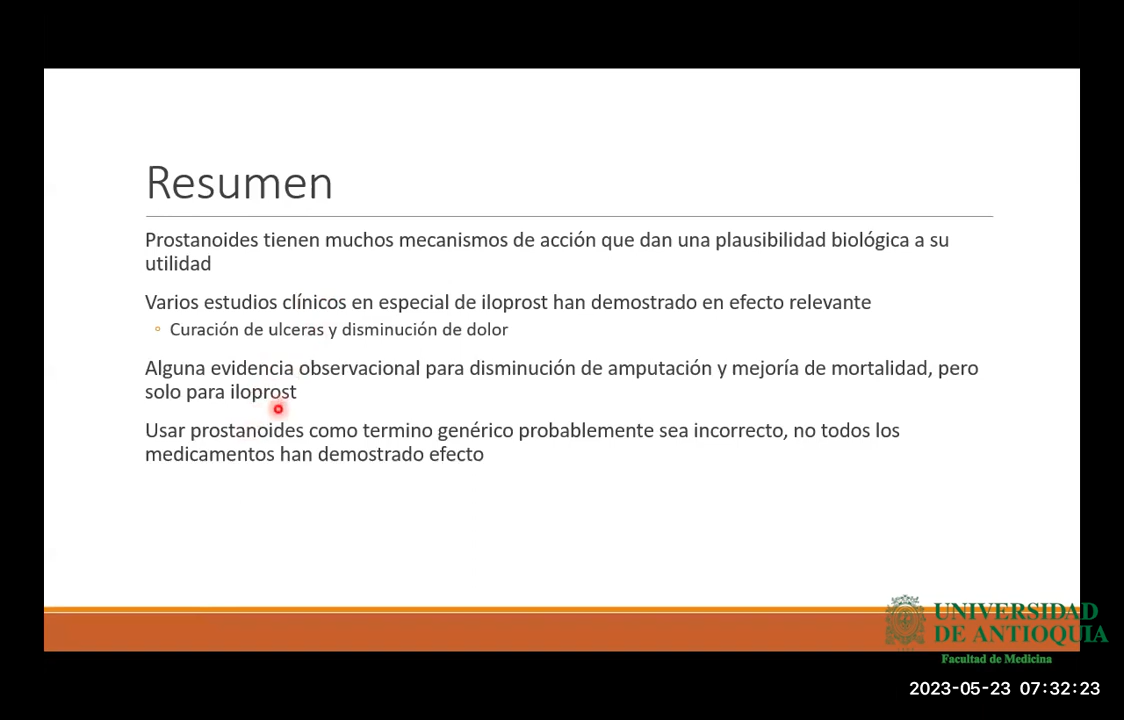 Resumen
Prostanoides tienen muchos mecanismos de acción que dan una plausibilidad biológica a su
utilidad
Varios estudios clínicos en especial de iloprost han demostrado en efecto relevante
Curación de ulceras y disminución de dolor
Alguna evidencia observacional para disminución de amputación y mejoría de mortalidad, pero
solo para iloprost
Usar prostanoides como termino genérico probablemente sea incorrecto, no todos los
medicamentos han demostrado efecto
UNIVERSIDAD
DE ANTIOQUIA
Facultad de Medicina
2023-05-23 07:32:23